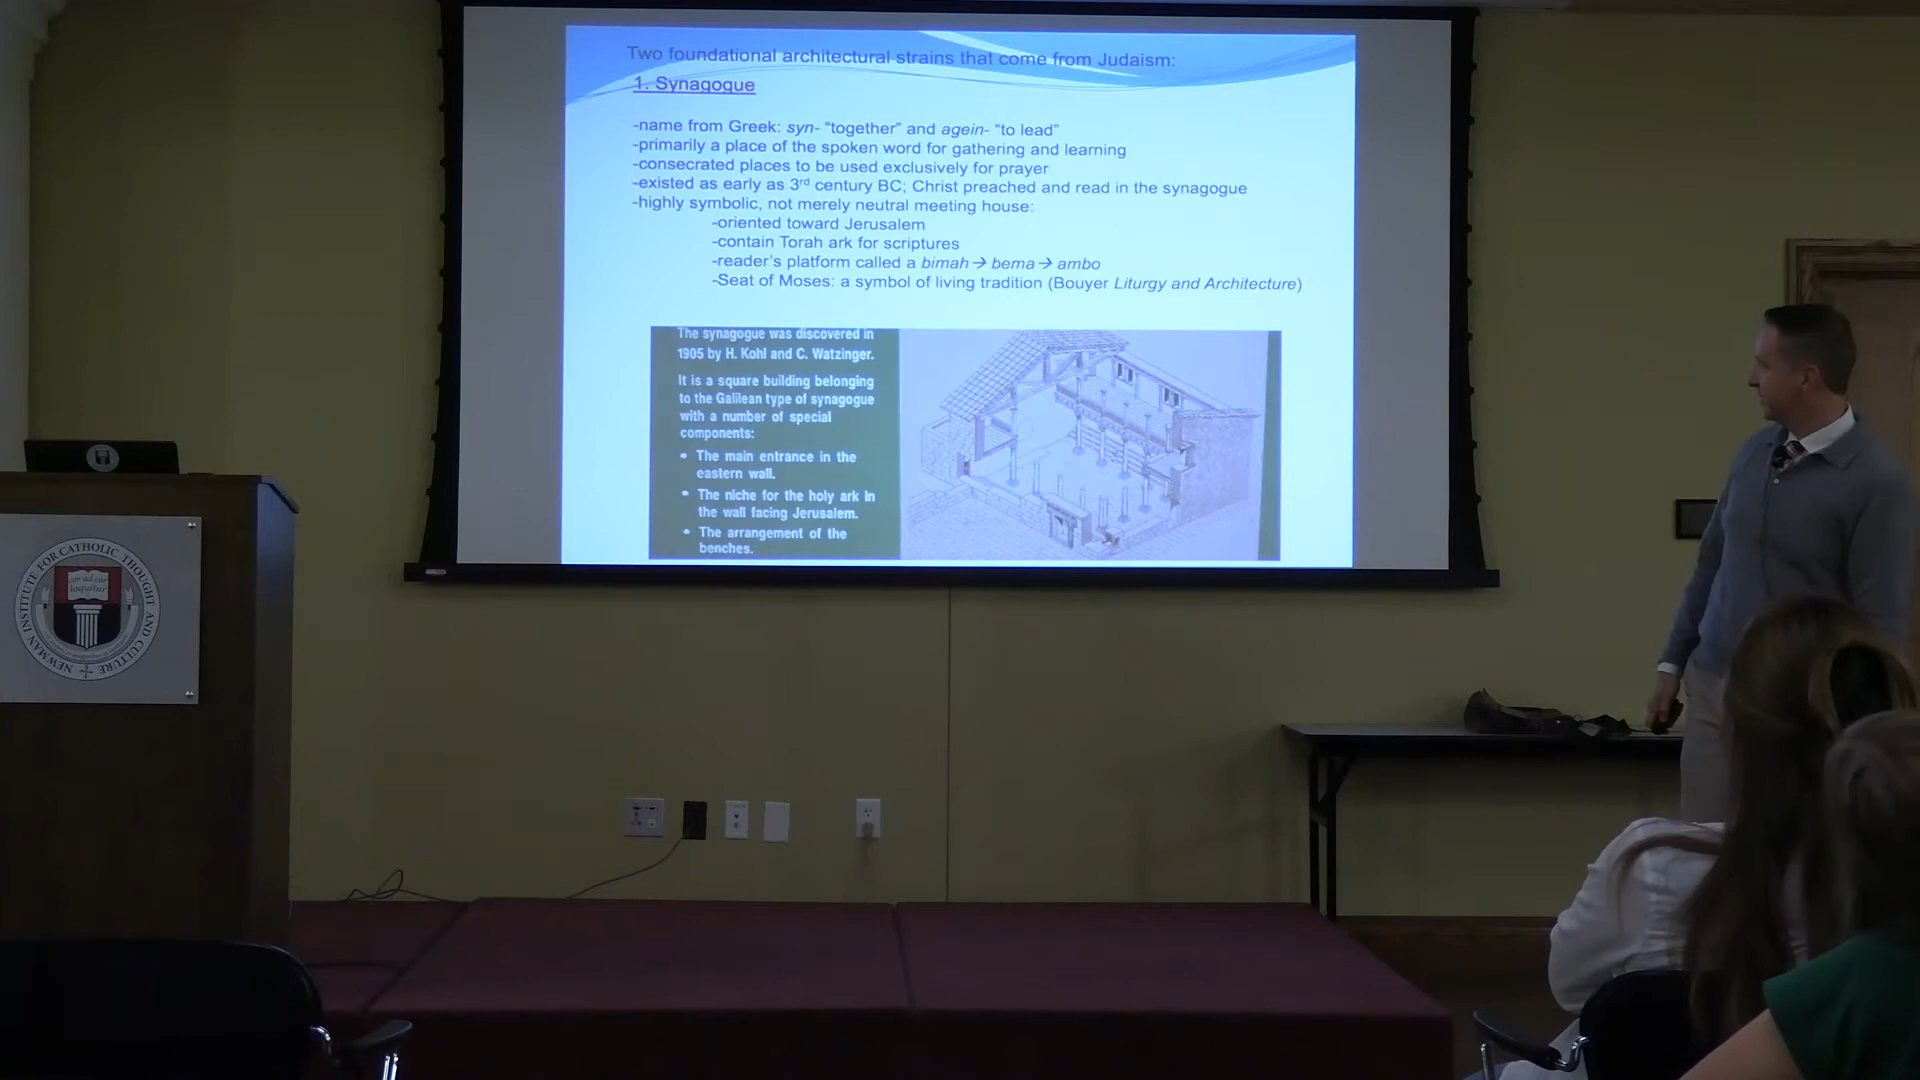 Two foundational architectural strains that come from Judaism:
1. Synagogue
-name from Greek: syn- “together” and agein- “to lead”
-primarily a place of the spoken word for gathering and learning
-consecrated places to be used exclusively for prayer
-existed as early as 3rd century BC; Christ preached and read in the synagogue
-highly symbolic, not merely neutral meeting house:
-oriented toward Jerusalem
-contain Torah ark for scriptures
-reader’s platform called a bimah→ bema→ ambo
-Seat of Moses: a symbol of living tradition (Bouyer Liturgy and Architecture)
The synagogue was discovered in
1905 by H. Kohl and C. Watzinger.
It is a square building belonging
to the Galilean type of synagogue
with a number of special
components:
• The main entrance in the
eastern wall.
• The niche for the holy ark in
the wall facing Jerusalem.
• The arrangement of the
benches.
NEWMAN INSTITUTE FOR CATHOLIC THOUGHT AND CULTURE
cor ad cor
loquitur